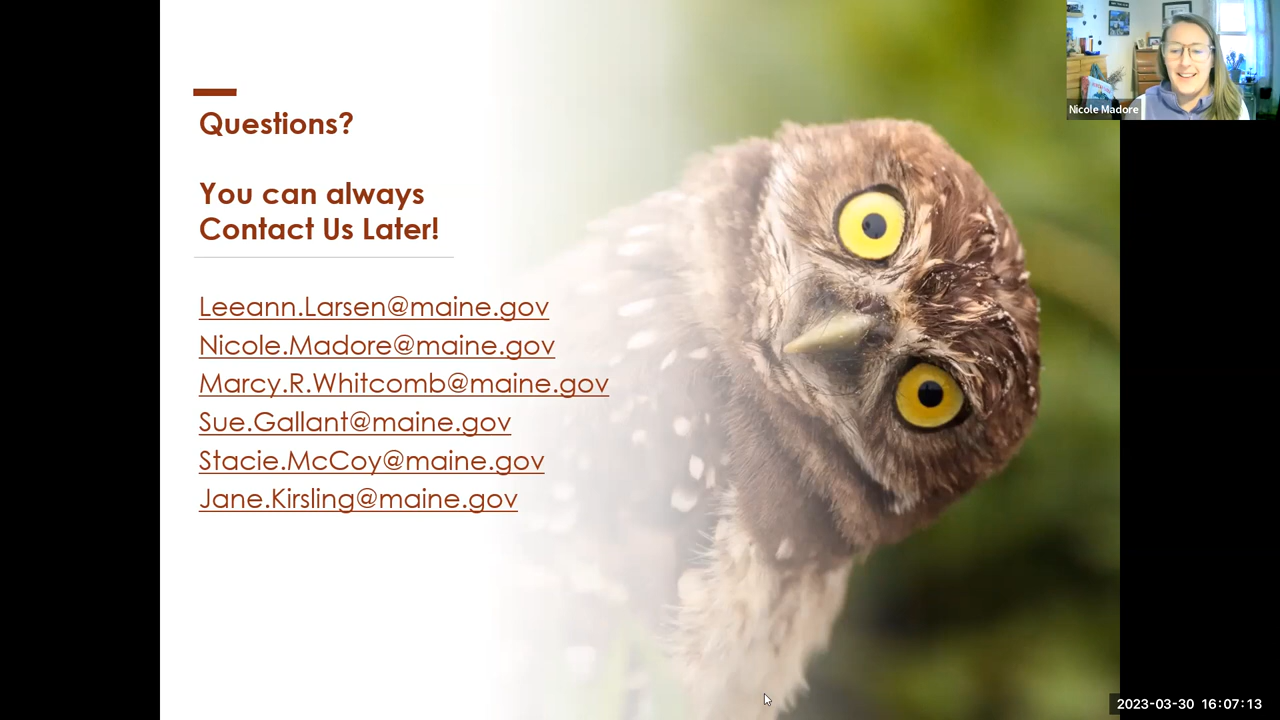 Questions?
You can always
Contact Us Later!
Leeann.Larsen@maine.gov
Nicole.Madore@maine.gov
Marcy.R.Whitcomb@maine.gov
Sue.Gallant@maine.gov
Stacie.McCoy@maine.gov
Jane.Kirsling@maine.gov
Nicole Madore
2023-03-30 16:07:13